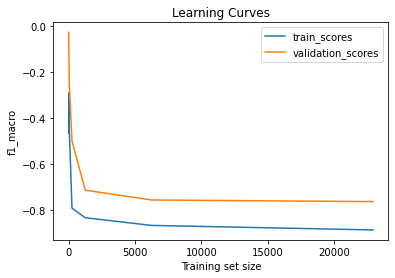 Learning Curves
train_scores
validation_scores
0.0
−0.2
−0.4
−0.6
−0.8
f1_macro
0
5000
10000
15000
20000
Training set size